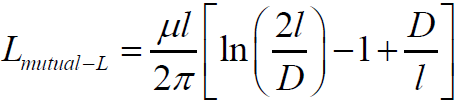 L_{mutual-L} = \frac{\mu l}{2\pi} \left[ \ln\left( \frac{2l}{D} \right) - 1 + \frac{D}{l} \right]